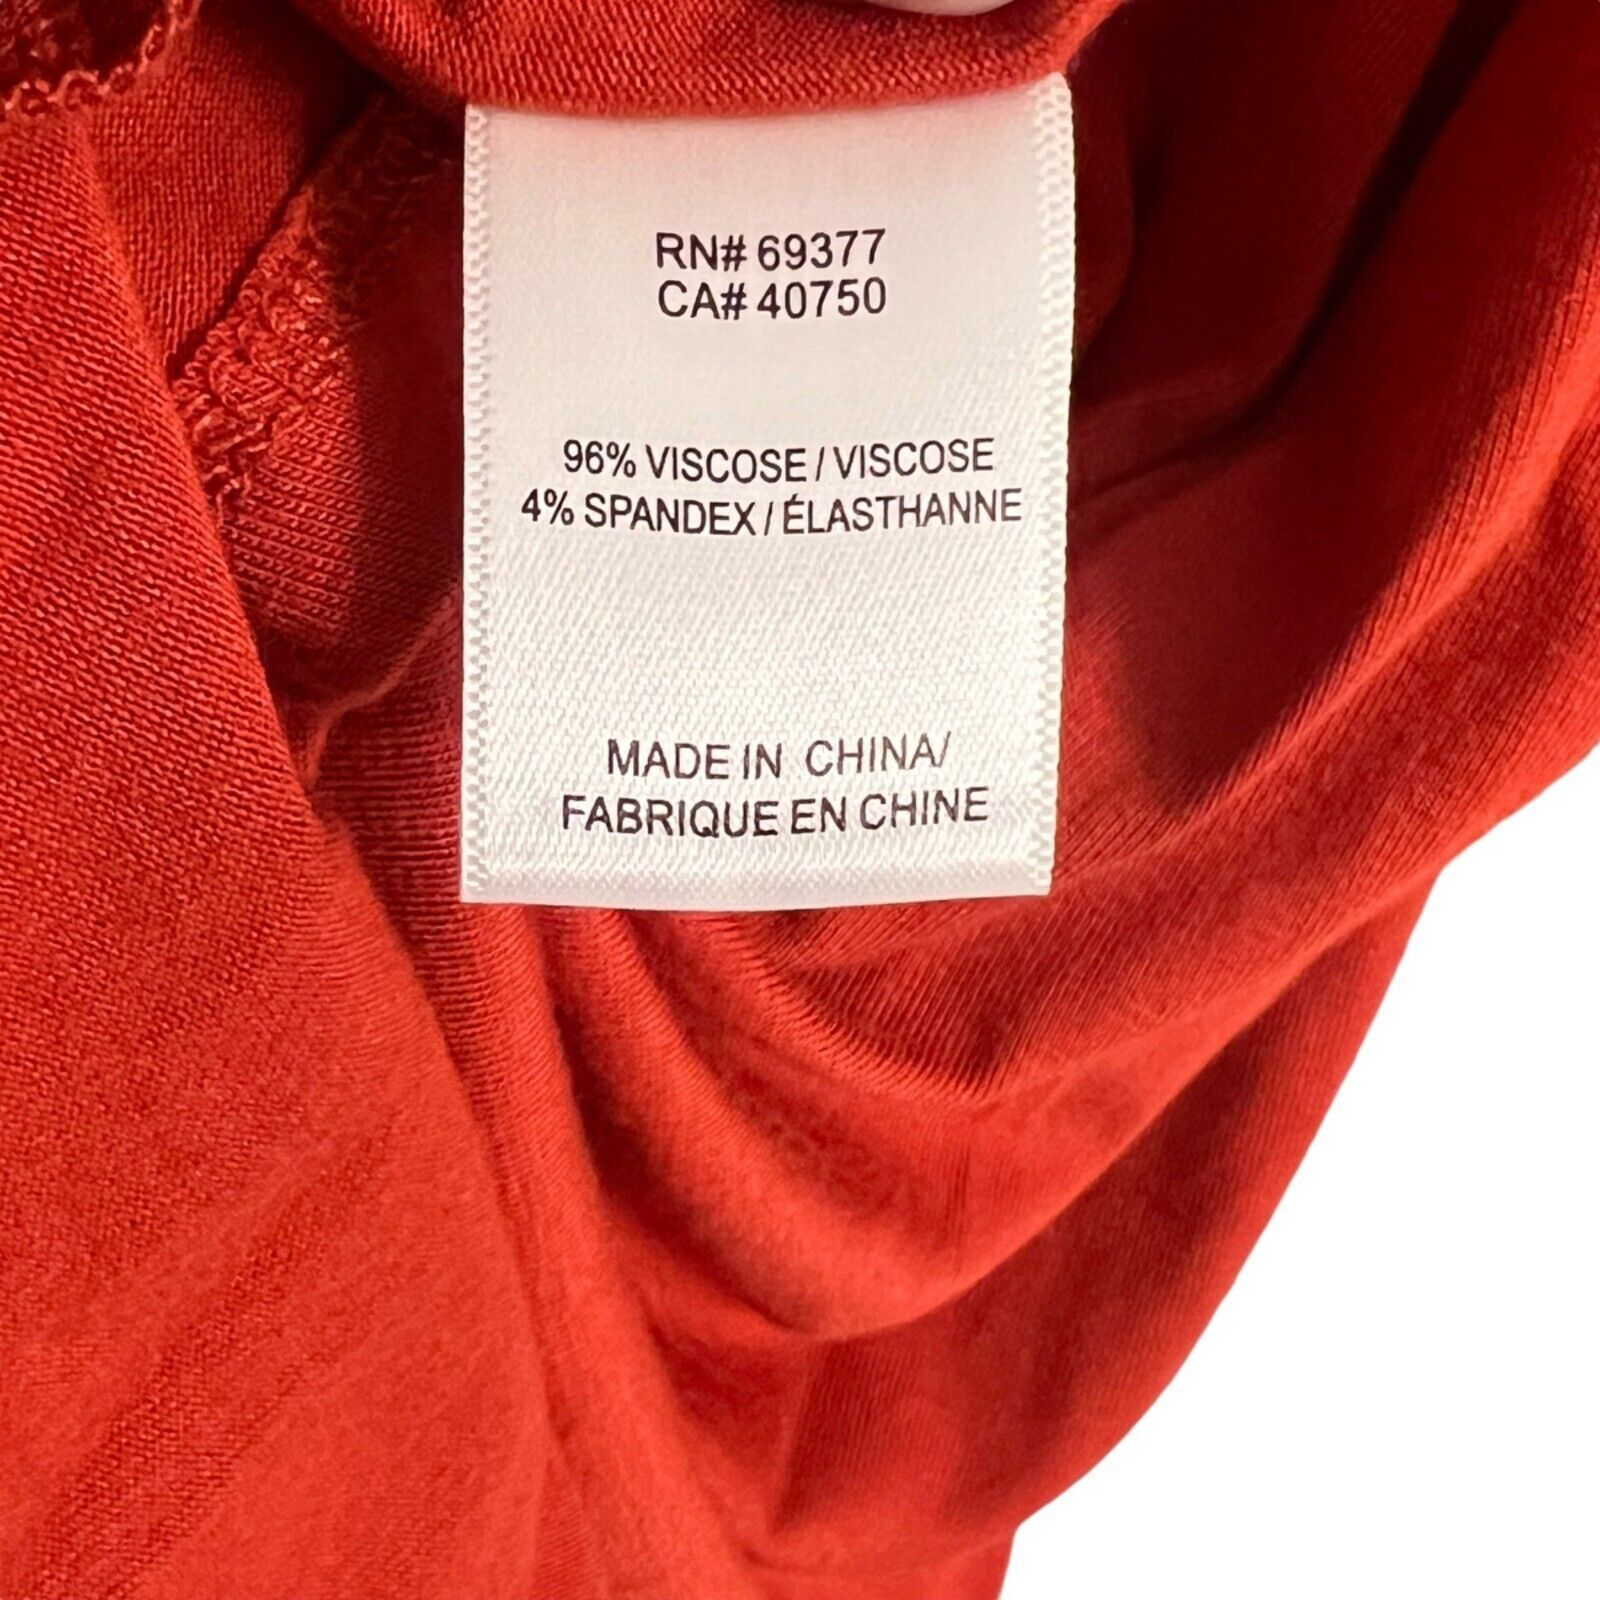 RN# 69377
CA# 40750
96% VISCOSE / VISCOSE
4% SPANDEX / ÉLASTHANNE
MADE IN CHINA/
FABRIQUE EN CHINE